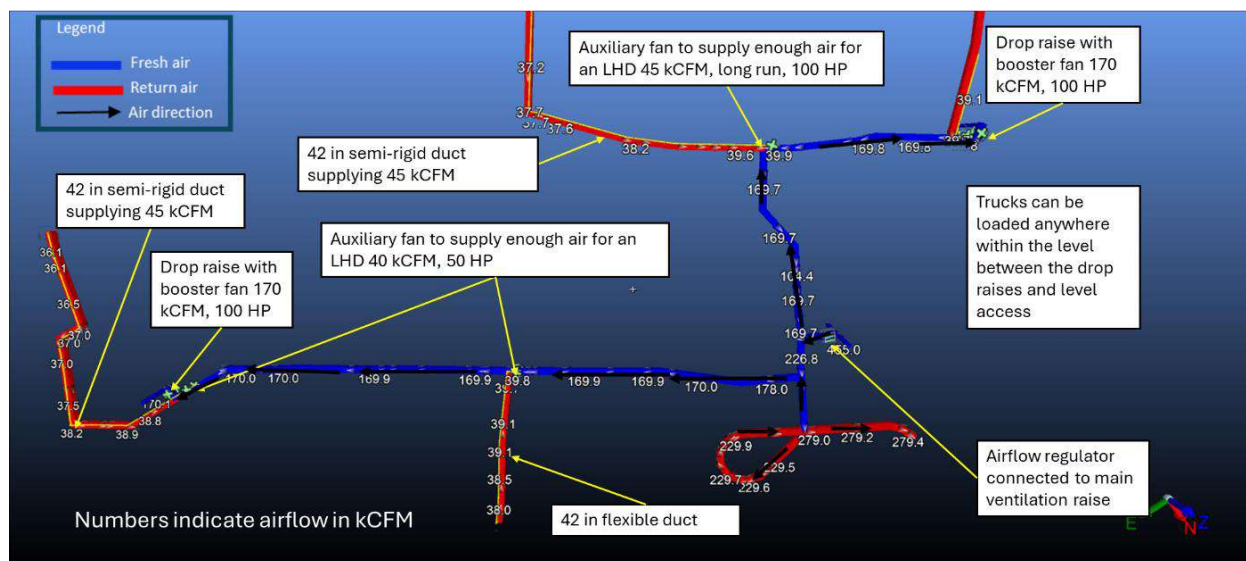 Legend
Fresh air
Return air
Air direction
Auxiliary fan to supply enough air for
an LHD 45 kCFM, long run, 100 HP
Drop raise with
booster fan 170
kCFM, 100 HP
37.2
37.7
37.6
38.2
39.6
39.9
169.8
169.8
39.1
42 in semi-rigid duct
supplying 45 kCFM
42 in semi-rigid duct
supplying 45 kCFM
Auxiliary fan to supply enough air for an
LHD 40 kCFM, 50 HP
Drop raise with
booster fan 170
kCFM, 100 HP
Trucks can be
loaded anywhere
within the level
between the drop
raises and level
access
169.7
169.7
104.4
169.7
169.7
226.8
36.1
36.1
36.5
37.0
37.0
37.0
37.5
38.2
38.9
38.8
170.1
170.0
170.0
169.9
169.9
39.8
169.9
169.9
170.0
178.0
39.1
39.1
38.5
38.0
229.9
229.7
229.6
229.5
279.0
279.2
279.4
Airflow regulator
connected to main
ventilation raise
42 in flexible duct
Numbers indicate airflow in kCFM
E
N
Z